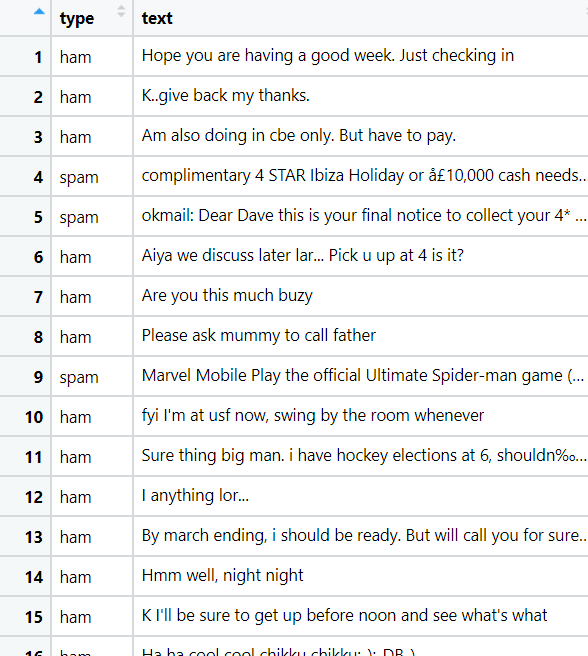 type text
1 ham Hope you are having a good week. Just checking in
2 ham K..give back my thanks.
3 ham Am also doing in cbe only. But have to pay.
4 spam complimentary 4 STAR Ibiza Holiday or å£10,000 cash needs...
5 spam okmail: Dear Dave this is your final notice to collect your 4* ...
6 ham Aiya we discuss later lar... Pick u up at 4 is it?
7 ham Are you this much buzy
8 ham Please ask mummy to call father
9 spam Marvel Mobile Play the official Ultimate Spider-man game (...
10 ham fyi I'm at usf now, swing by the room whenever
11 ham Sure thing big man. i have hockey elections at 6, shouldn‰...
12 ham I anything lor...
13 ham By march ending, i should be ready. But will call you for sure...
14 ham Hmm well, night night
15 ham K I'll be sure to get up before noon and see what's what
16 ham Ha ha cool cool chikku chikku:-):-DB-)